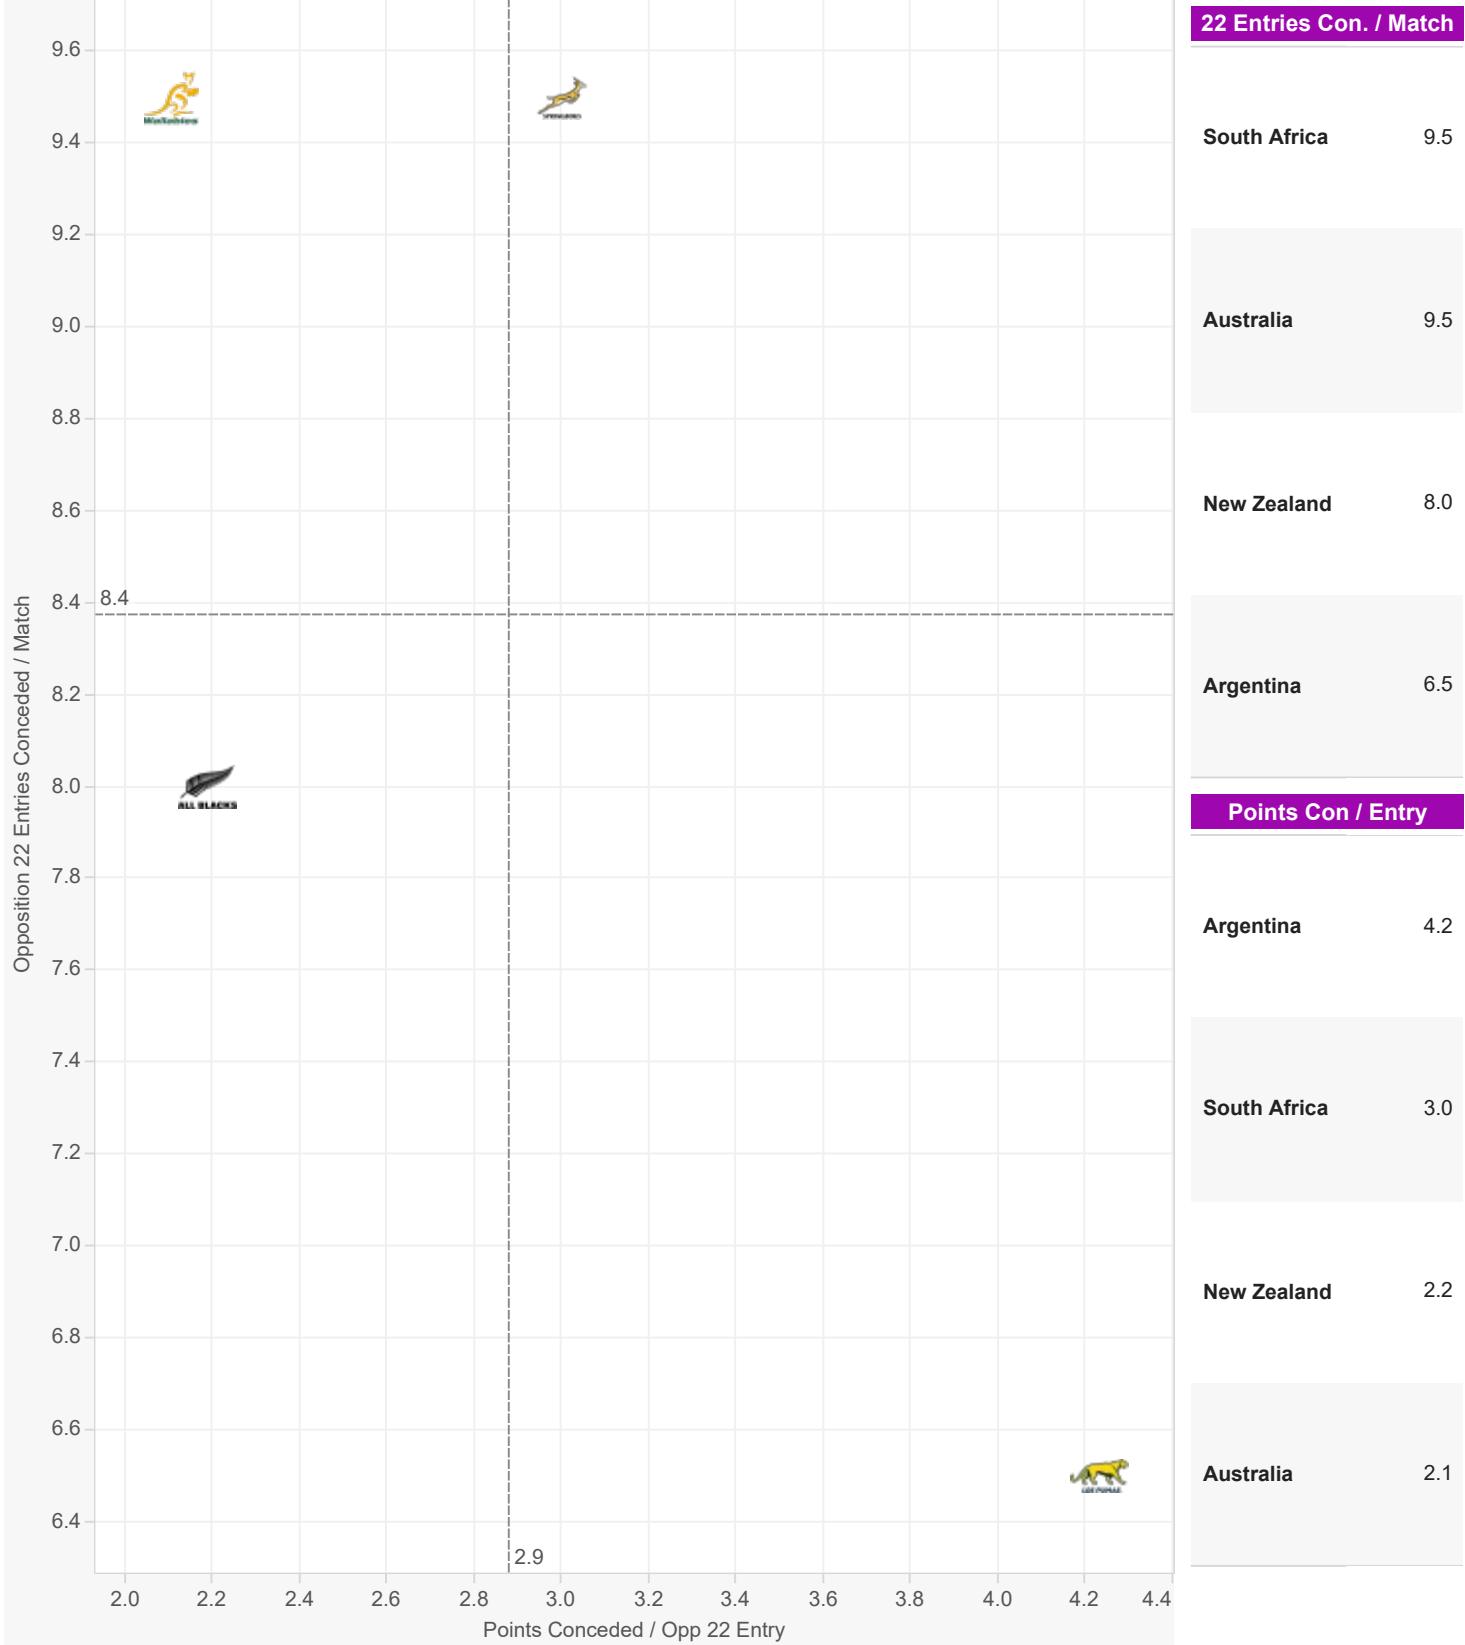 9.6
9.4
9.2
9.0
8.8
8.6
8.4
8.2
8.0
7.8
7.6
7.4
7.2
7.0
6.8
6.6
6.4
Opposition 22 Entries Conceded / Match
Wallabies
SPRINGBOKS
8.4
ALL BLACKS
LOS PUMAS
2.9
2.0 2.2 2.4 2.6 2.8 3.0 3.2 3.4 3.6 3.8 4.0 4.2 4.4
Points Conceded / Opp 22 Entry
22 Entries Con. / Match
South Africa 9.5
Australia 9.5
New Zealand 8.0
Argentina 6.5
Points Con / Entry
Argentina 4.2
South Africa 3.0
New Zealand 2.2
Australia 2.1